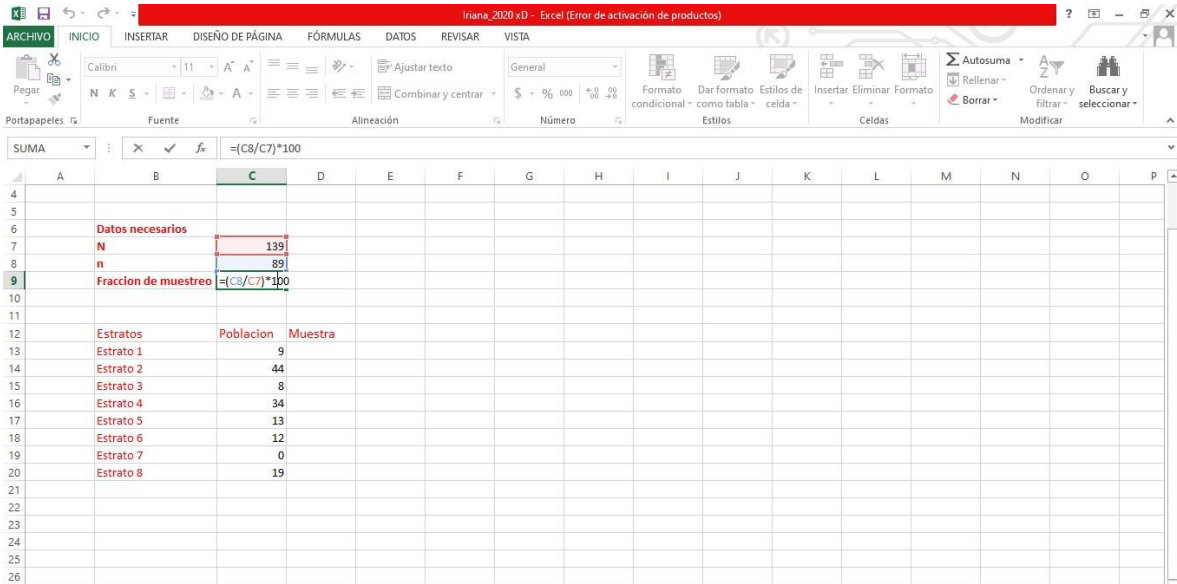 Iriana_2020 xD - Excel (Error de activación de productos)
ARCHIVO INICIO INSERTAR DISEÑO DE PÁGINA FÓRMULAS DATOS REVISAR VISTA
Pegar
Calibri 11
N K S
Ajustar texto
Combinar y centrar
General
$ % 000
Formato condicional
Dar formato como tabla
Estilos de celda
Insertar Eliminar Formato
Autosuma
Rellenar
Borrar
Ordenar y filtrar
Buscar y seleccionar
Portapapeles Fuente Alineación Número Estilos Celdas Modificar
SUMA fx =(C8/C7)*100
A B C D E F G H I J K L M N O P
4
5
6 Datos necesarios
7 N 139
8 n 89
9 Fraccion de muestreo =(C8/C7)*100
10
11
12 Estratos Poblacion Muestra
13 Estrato 1 9
14 Estrato 2 44
15 Estrato 3 8
16 Estrato 4 34
17 Estrato 5 13
18 Estrato 6 12
19 Estrato 7 0
20 Estrato 8 19
21
22
23
24
25
26